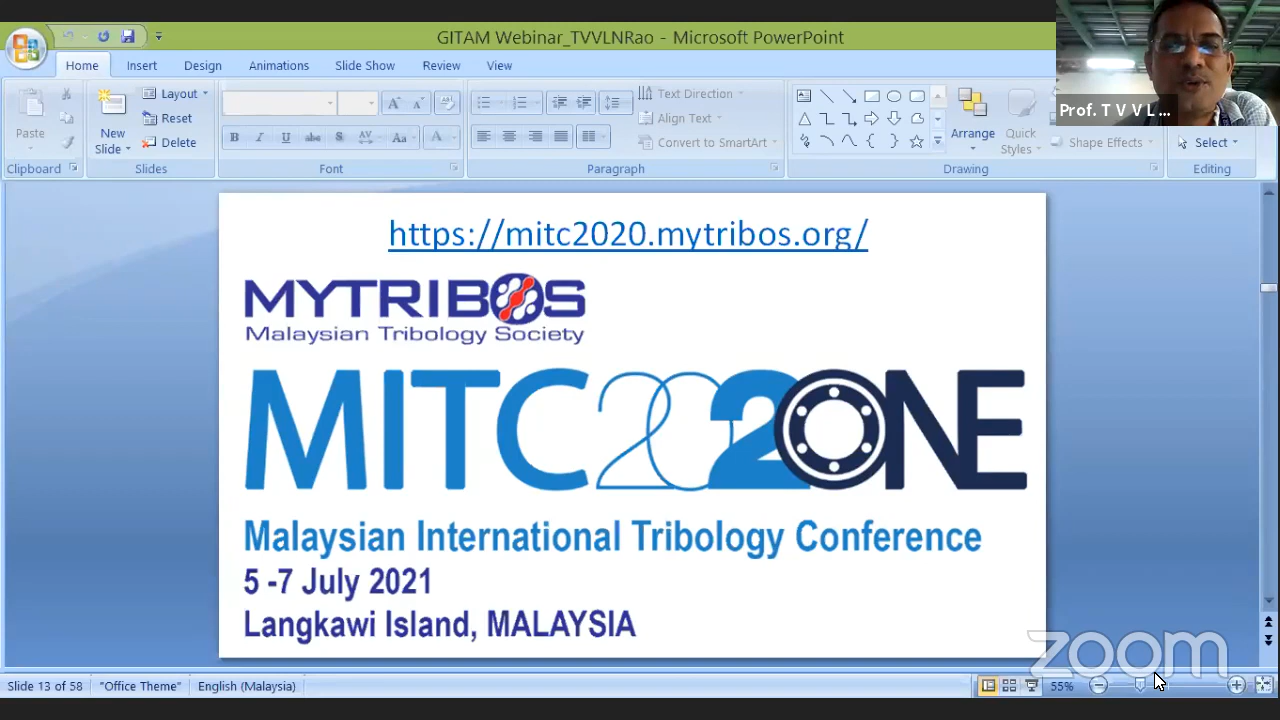 GITAM Webinar_TVVLNRao - Microsoft PowerPoint
Home Insert Design Animations Slide Show Review View
Paste
New Slide
Layout
Reset
Delete
B I U abc S AV Aa A
Text Direction
Align Text
Convert to SmartArt
Arrange
Quick Styles
Shape Effects
Select
Clipboard Slides Font Paragraph Drawing Editing
Prof. T V V L ...
https://mitc2020.mytribos.org/
MYTRIBOS
Malaysian Tribology Society
MITC2020NE
Malaysian International Tribology Conference
5 -7 July 2021
Langkawi Island, MALAYSIA
zoom
Slide 13 of 58 "Office Theme" English (Malaysia) 55%